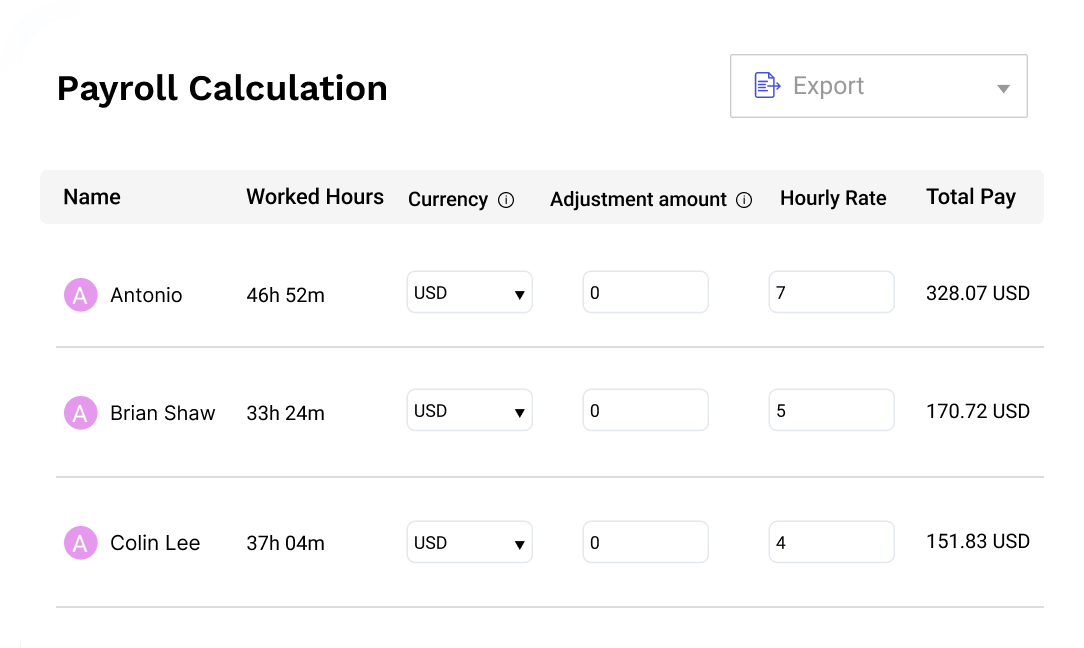 Payroll Calculation
Export
Name Worked Hours Currency Adjustment amount Hourly Rate Total Pay
A Antonio 46h 52m USD 0 7 328.07 USD
A Brian Shaw 33h 24m USD 0 5 170.72 USD
A Colin Lee 37h 04m USD 0 4 151.83 USD